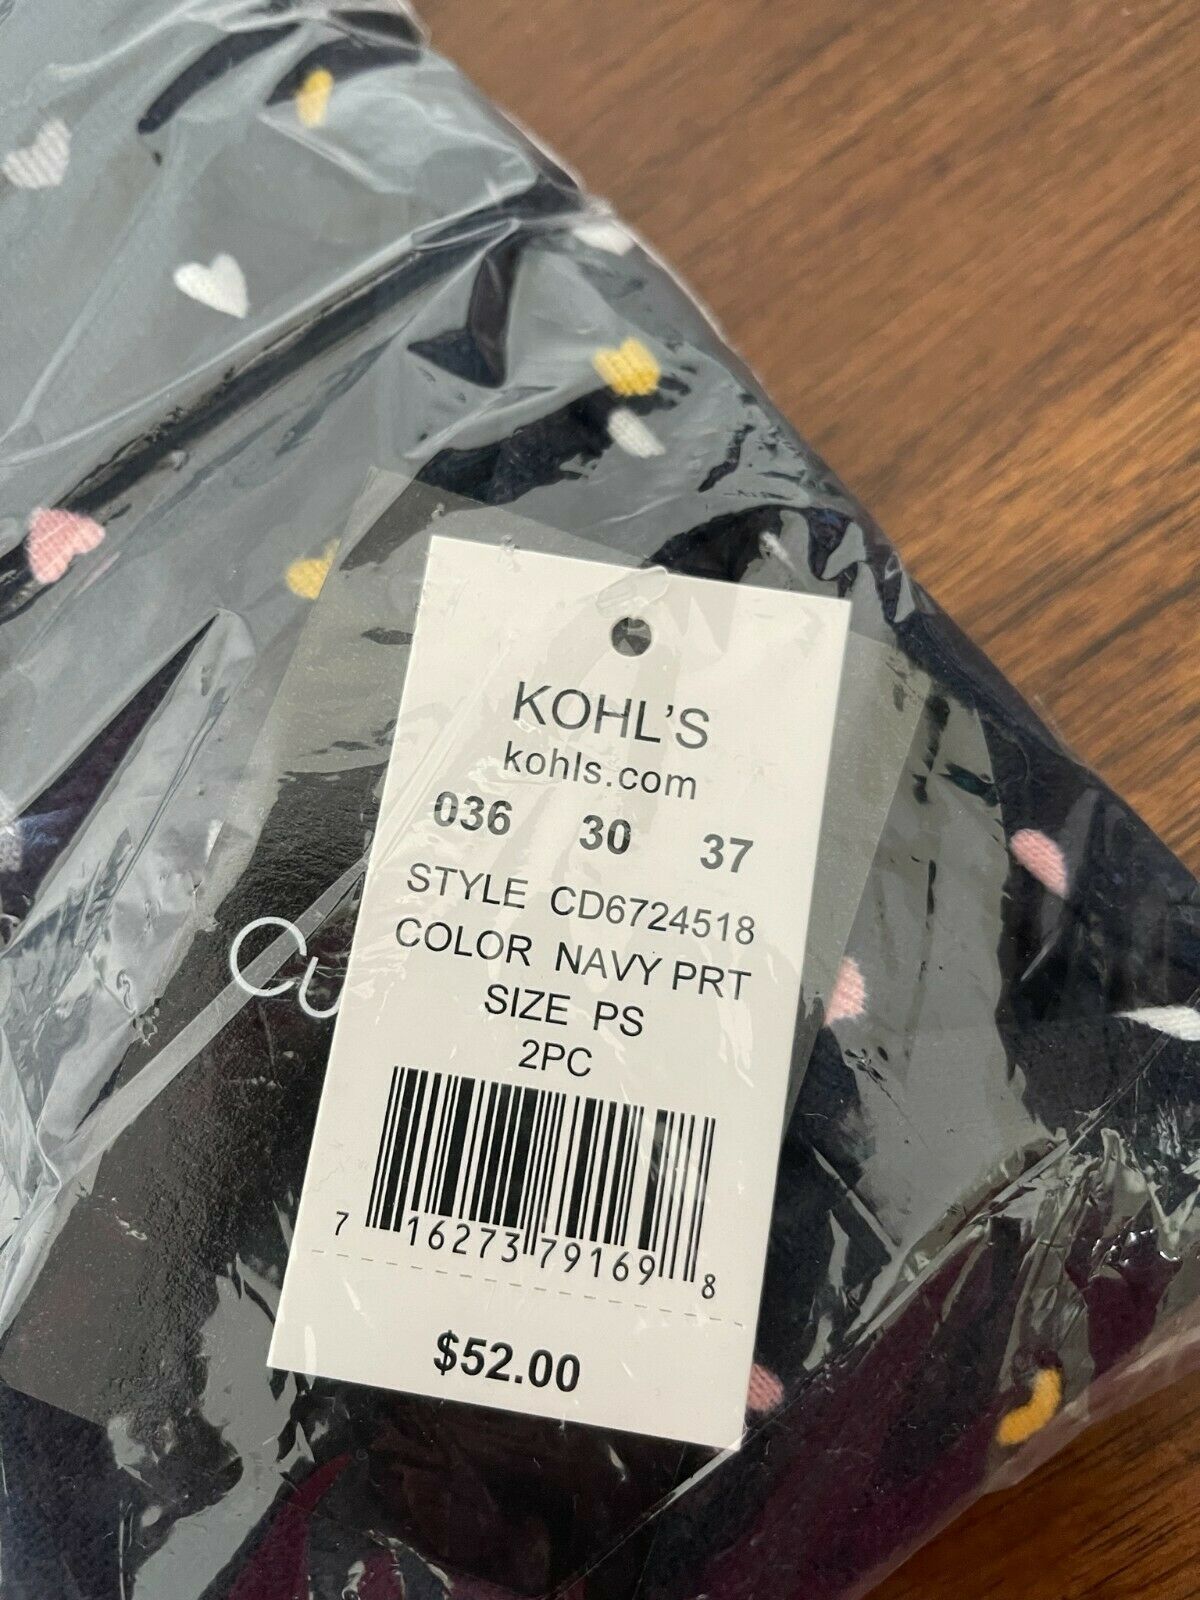 KOHL'S
kohls.com
036 30 37
STYLE CD6724518
COLOR NAVY PRT
SIZE PS
2PC
7 16273 79169 8
$52.00
Cu